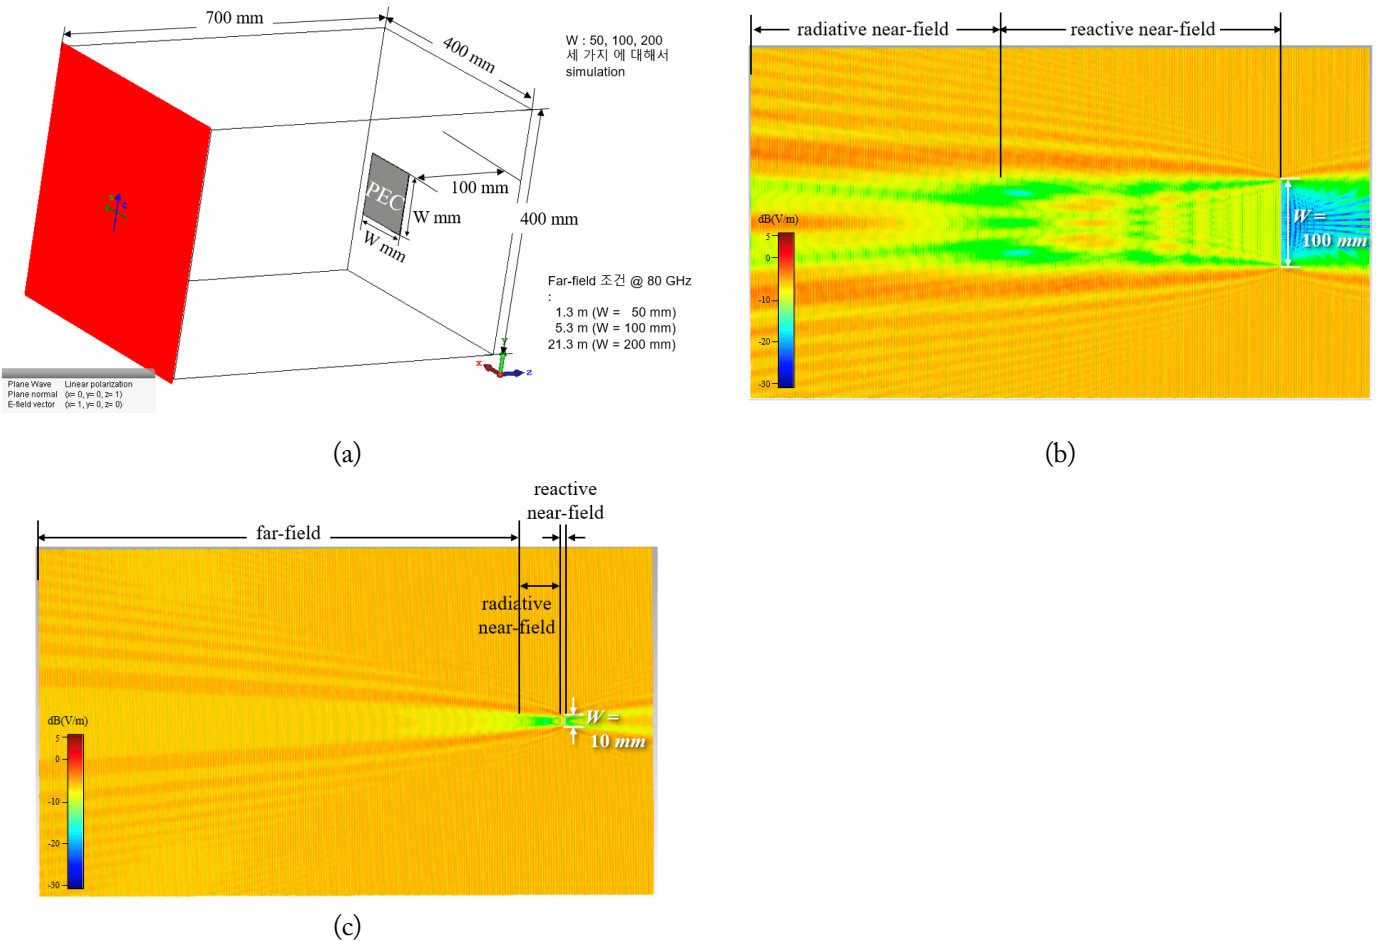 700 mm
400 mm
W : 50, 100, 200
세 가지 에 대해서
simulation
PEC
100 mm
W mm
W mm
400 mm
Far-field 조건 @ 80 GHz
:
1.3 m (W = 50 mm)
5.3 m (W = 100 mm)
21.3 m (W = 200 mm)
y
x
z
Plane Wave Linear polarization
Plane normal (x= 0, y= 0, z= 1)
E-field vector (x= 1, y= 0, z= 0)
(a)
radiative near-field
reactive near-field
dB(V/m)
5
0
-10
-20
-30
W =
100 mm
(b)
reactive
near-field
far-field
radiative
near-field
dB(V/m)
5
0
-10
-20
-30
W =
10 mm
(c)